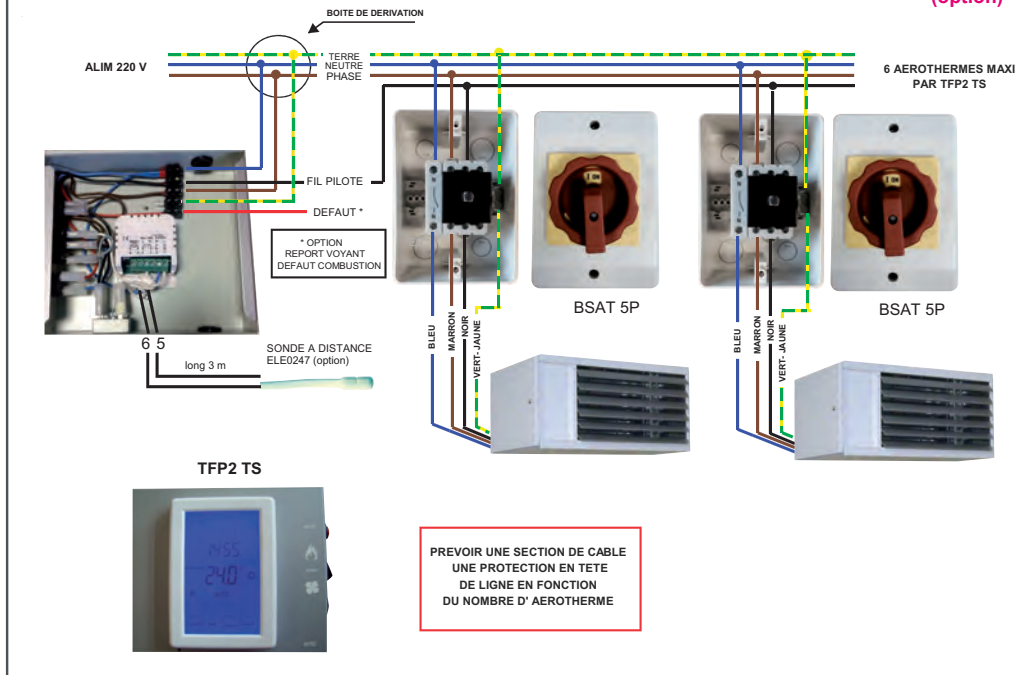 (option)
BOITE DE DERIVATION
ALIM 220 V
TERRE
NEUTRE
PHASE
6 AEROTHERMES MAXI
PAR TFP2 TS
FIL PILOTE
DEFAUT *
* OPTION
REPORT VOYANT
DEFAUT COMBUSTION
BSAT 5P
BSAT 5P
BLEU
MARRON
NOIR
VERT- JAUNE
BLEU
MARRON
NOIR
VERT- JAUNE
6 5
long 3 m
SONDE A DISTANCE
ELE0247 (option)
TFP2 TS
1455
24.0
PREVOIR UNE SECTION DE CABLE
UNE PROTECTION EN TETE
DE LIGNE EN FONCTION
DU NOMBRE D' AEROTHERME